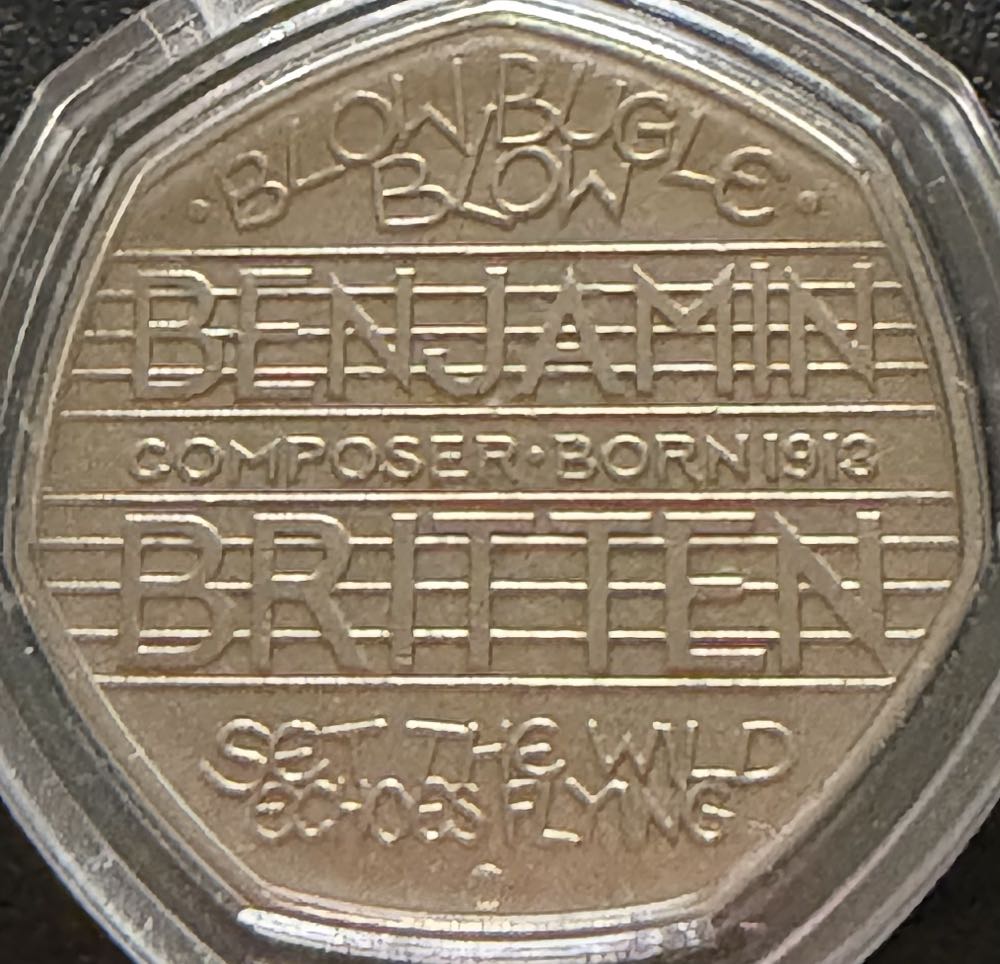 ·BLOW BUGLE·
BLOW
BENJAMIN
COMPOSER·BORN 1913
BRITTEN
SET THE WILD
ECHOES FLYING